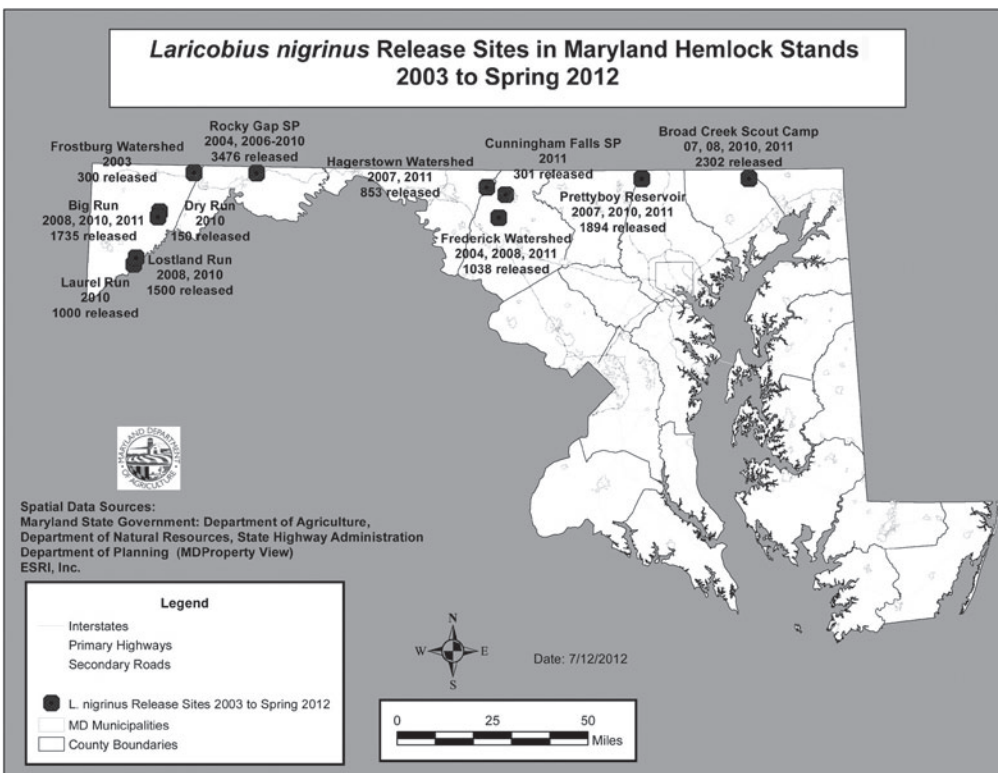 Laricobius nigrinus Release Sites in Maryland Hemlock Stands
2003 to Spring 2012
Frostburg Watershed
2003
300 released
Rocky Gap SP
2004, 2006-2010
3476 released
Hagerstown Watershed
2007, 2011
853 released
Cunningham Falls SP
2011
301 released
Broad Creek Scout Camp
07, 08, 2010, 2011
2302 released
Big Run
2008, 2010, 2011
1735 released
Dry Run
2010
150 released
Prettyboy Reservoir
2007, 2010, 2011
1894 released
Frederick Watershed
2004, 2008, 2011
1038 released
Lostland Run
2008, 2010
1500 released
Laurel Run
2010
1000 released
MARYLAND DEPARTMENT
OF AGRICULTURE
Spatial Data Sources:
Maryland State Government: Department of Agriculture,
Department of Natural Resources, State Highway Administration
Department of Planning (MDProperty View)
ESRI, Inc.
Legend
Interstates
Primary Highways
Secondary Roads
L. nigrinus Release Sites 2003 to Spring 2012
MD Municipalities
County Boundaries
N
W E
S
Date: 7/12/2012
0 25 50
Miles